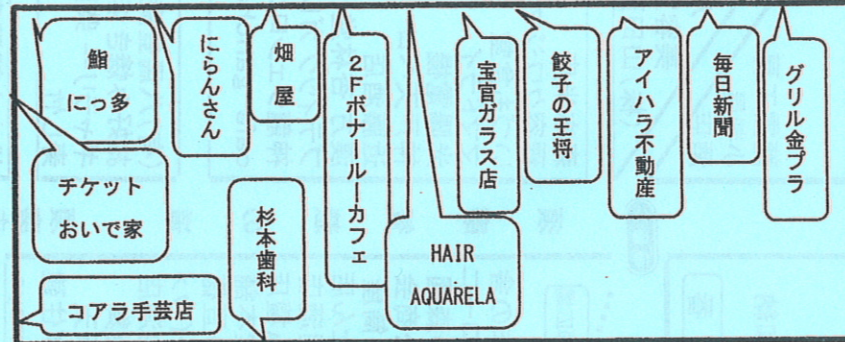 鮨
にっ多
にらんさん
畑屋
2Fボナールーカフェ
宝官ガラス店
餃子の王将
アイハラ不動産
毎日新聞
グリル金プラ
チケット
おいで家
杉本歯科
HAIR
AQUARELA
コアラ手芸店